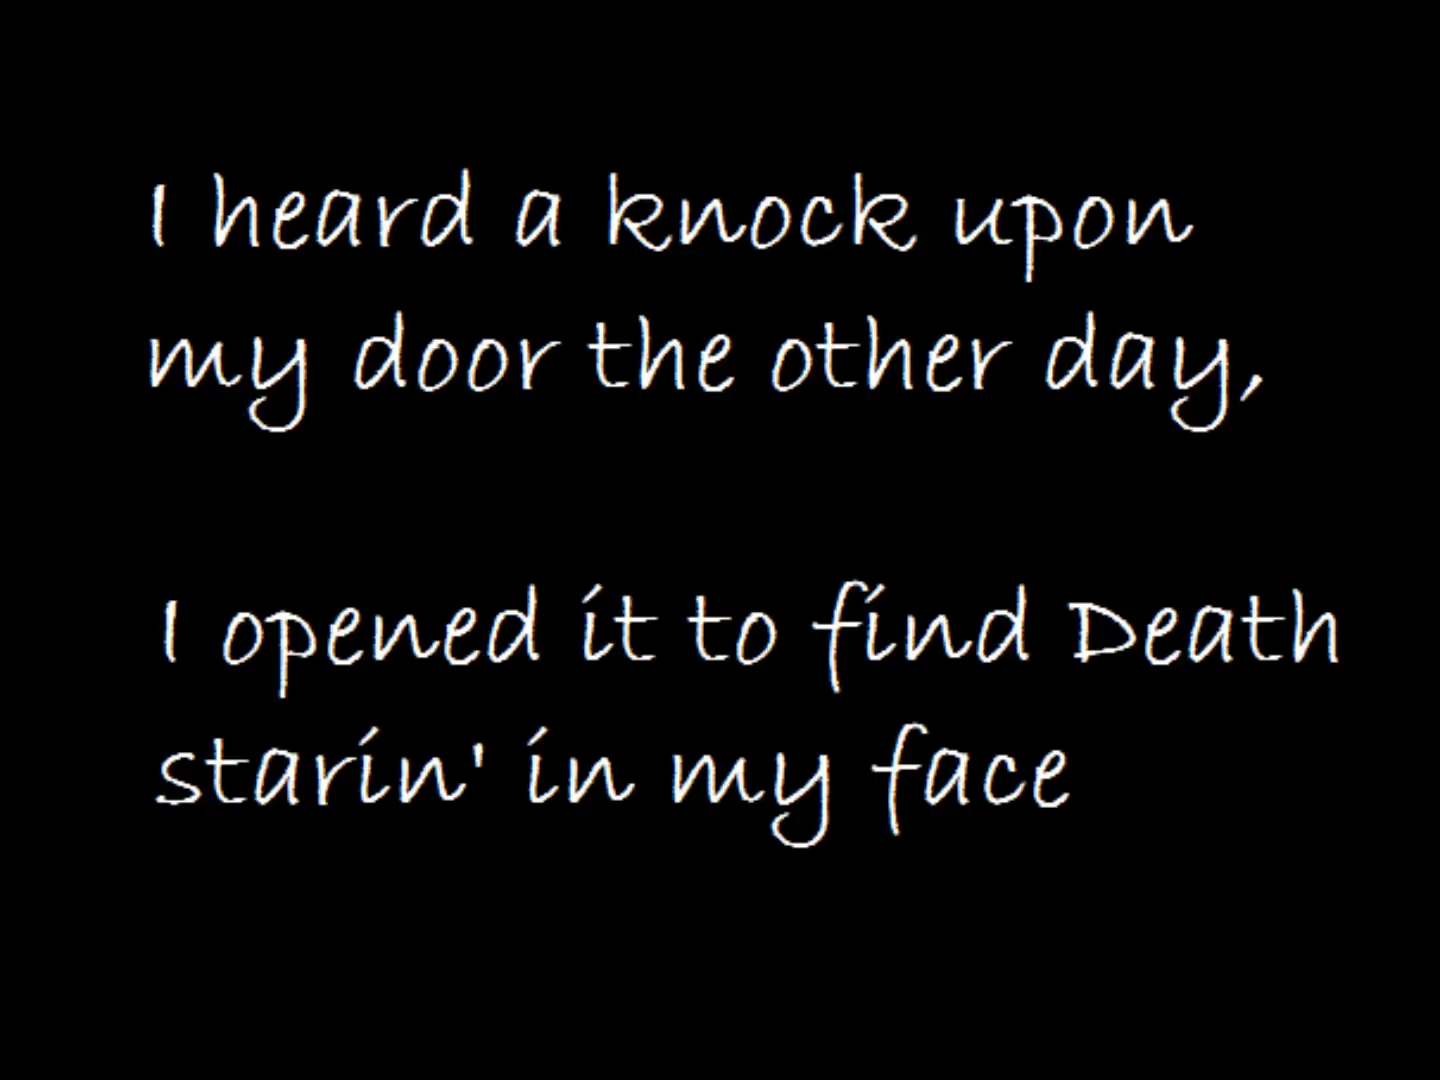 I heard a knock upon
my door the other day,
I opened it to find Death
starin' in my face